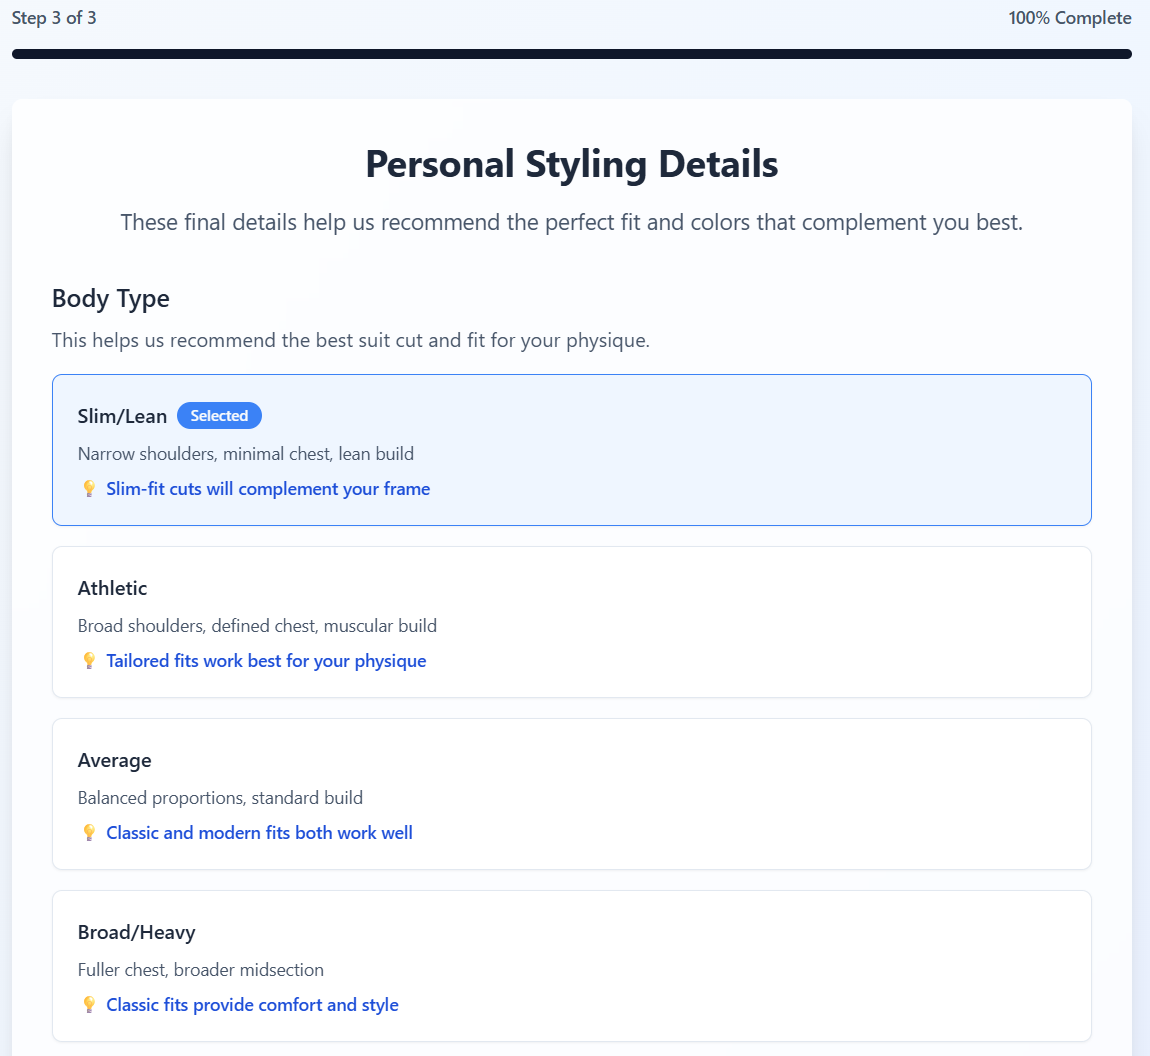 Step 3 of 3
100% Complete
Personal Styling Details
These final details help us recommend the perfect fit and colors that complement you best.
Body Type
This helps us recommend the best suit cut and fit for your physique.
Slim/Lean Selected
Narrow shoulders, minimal chest, lean build
Slim-fit cuts will complement your frame
Athletic
Broad shoulders, defined chest, muscular build
Tailored fits work best for your physique
Average
Balanced proportions, standard build
Classic and modern fits both work well
Broad/Heavy
Fuller chest, broader midsection
Classic fits provide comfort and style